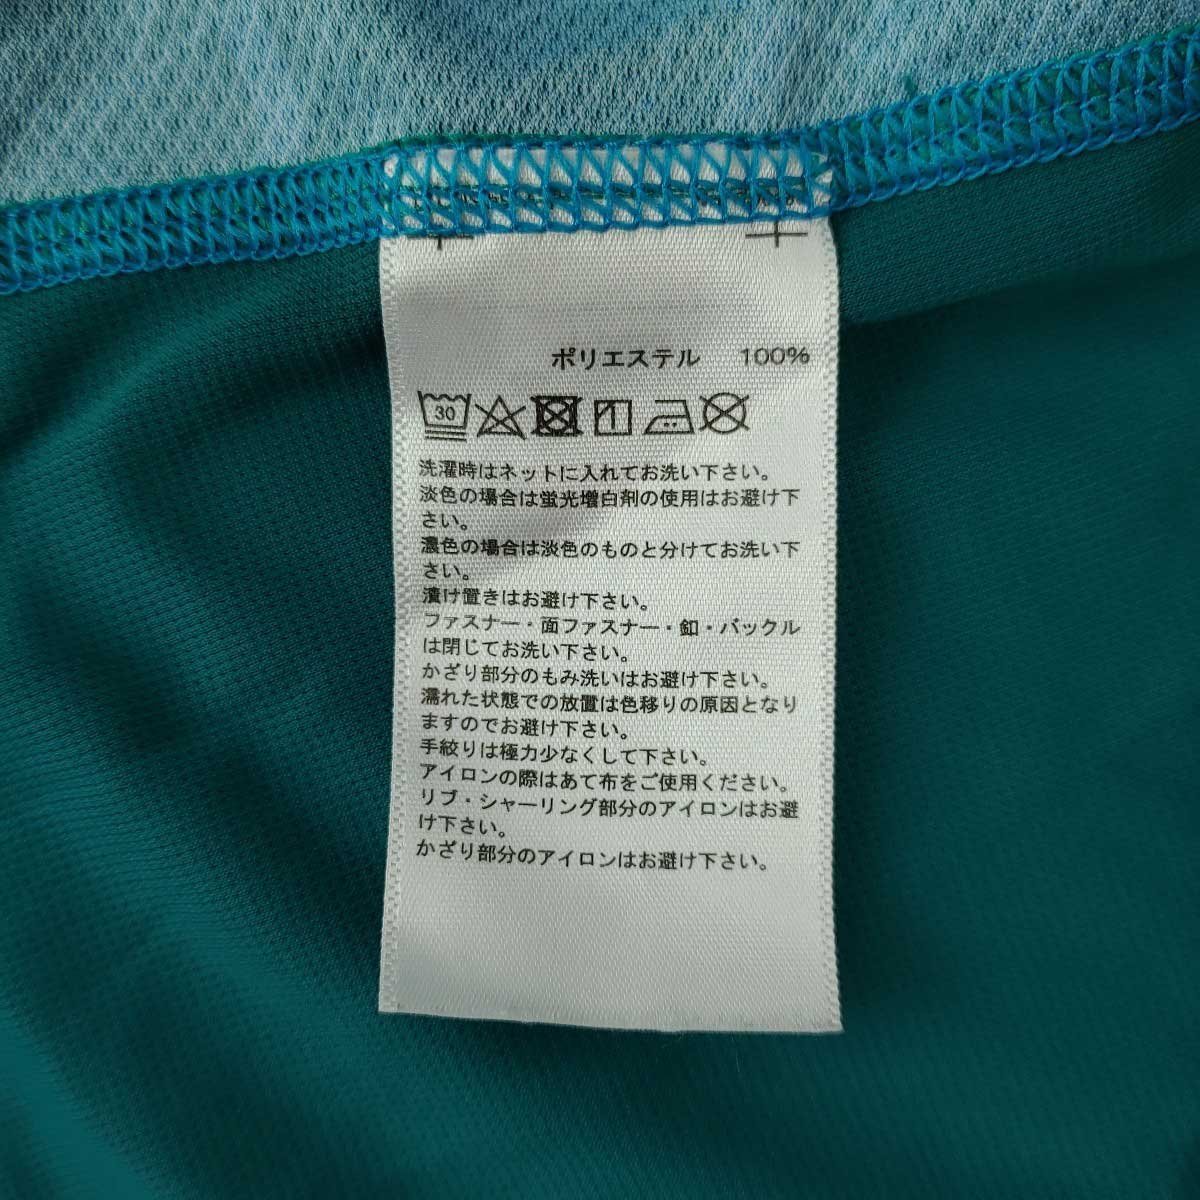 ポリエステル 100%
30
洗濯時はネットに入れてお洗い下さい。
淡色の場合は蛍光増白剤の使用はお避け下
さい。
濃色の場合は淡色のものと分けてお洗い下
さい。
漬け置きはお避け下さい。
ファスナー・面ファスナー・釦・バックル
は閉じてお洗い下さい。
かざり部分のもみ洗いはお避け下さい。
濡れた状態での放置は色移りの原因となり
ますのでお避け下さい。
手絞りは極力少なくして下さい。
アイロンの際はあて布をご使用ください。
リブ・シャーリング部分のアイロンはお避
け下さい。
かざり部分のアイロンはお避け下さい。